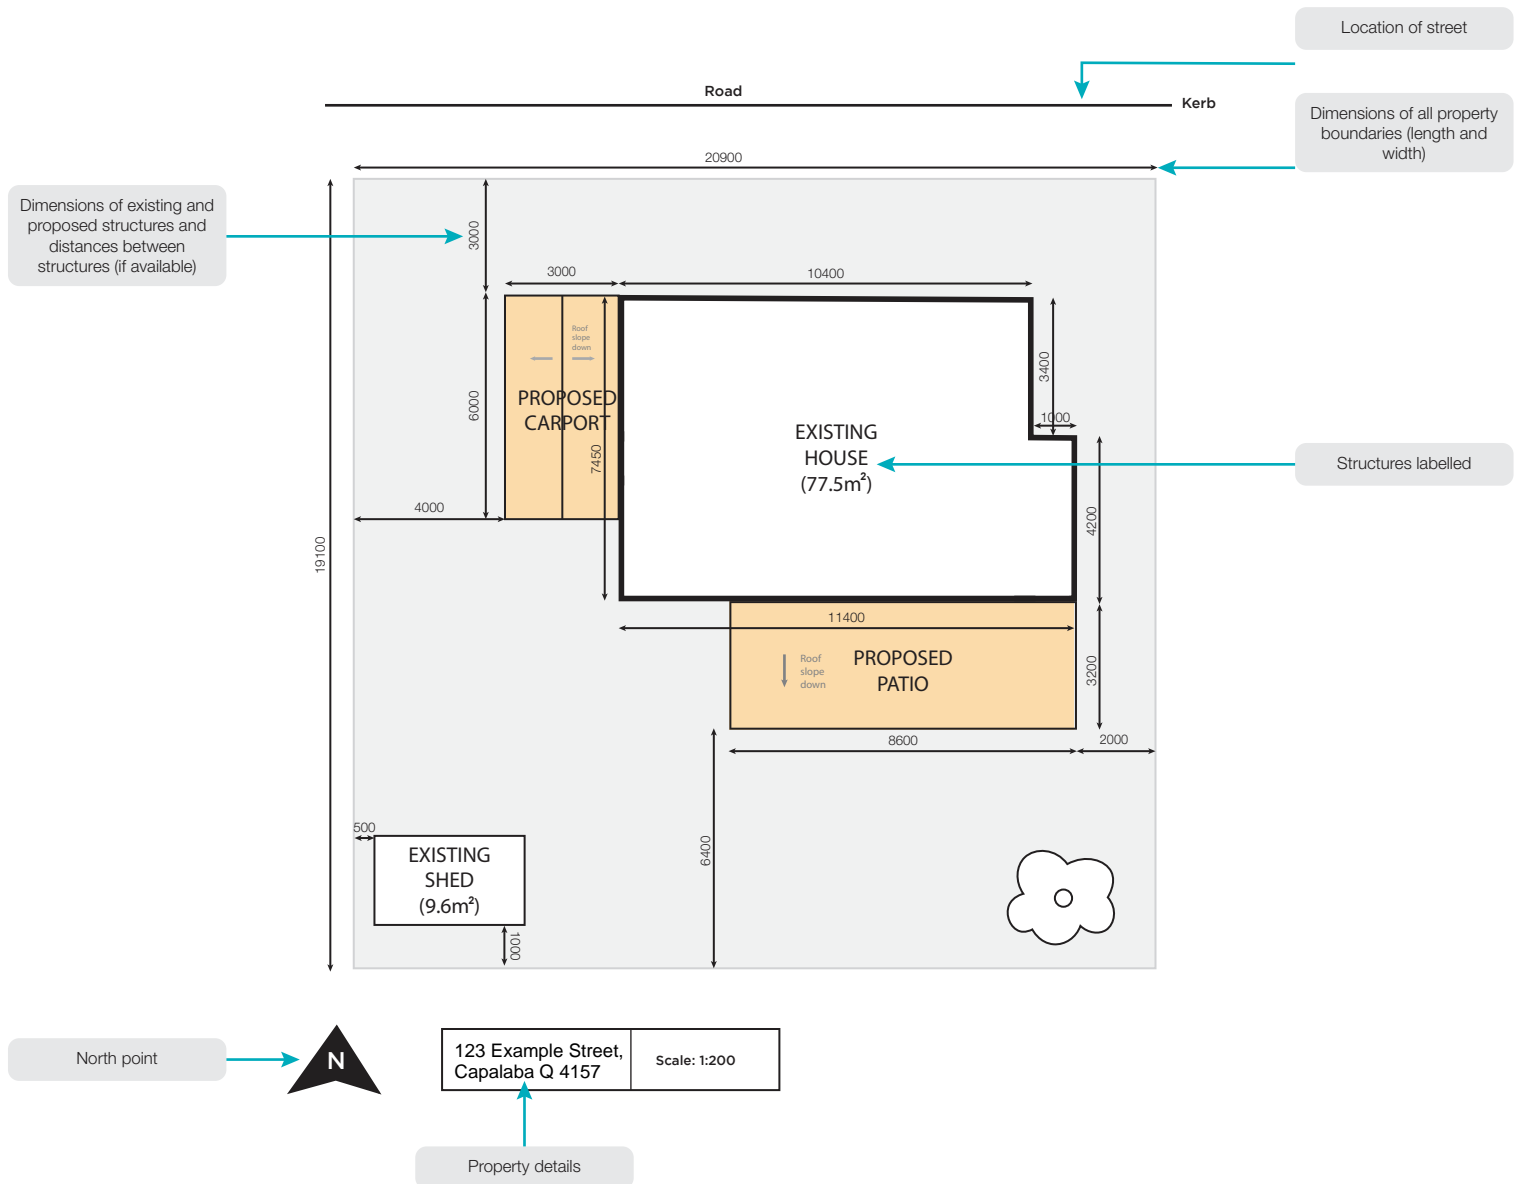 Location of street
Road
Kerb
Dimensions of all property
boundaries (length and
width)
20900
Dimensions of existing and
proposed structures and
distances between
structures (if available)
3000
3000
10400
Roof
slope
down
3400
6000
PROPOSED
CARPORT
1000
7450
EXISTING
HOUSE
(77.5m²)
Structures labelled
4000
4200
19100
11400
Roof
slope
down
PROPOSED
PATIO
3200
8600
2000
500
6400
EXISTING
SHED
(9.6m²)
1000
North point
N
123 Example Street,
Capalaba Q 4157
Scale: 1:200
Property details